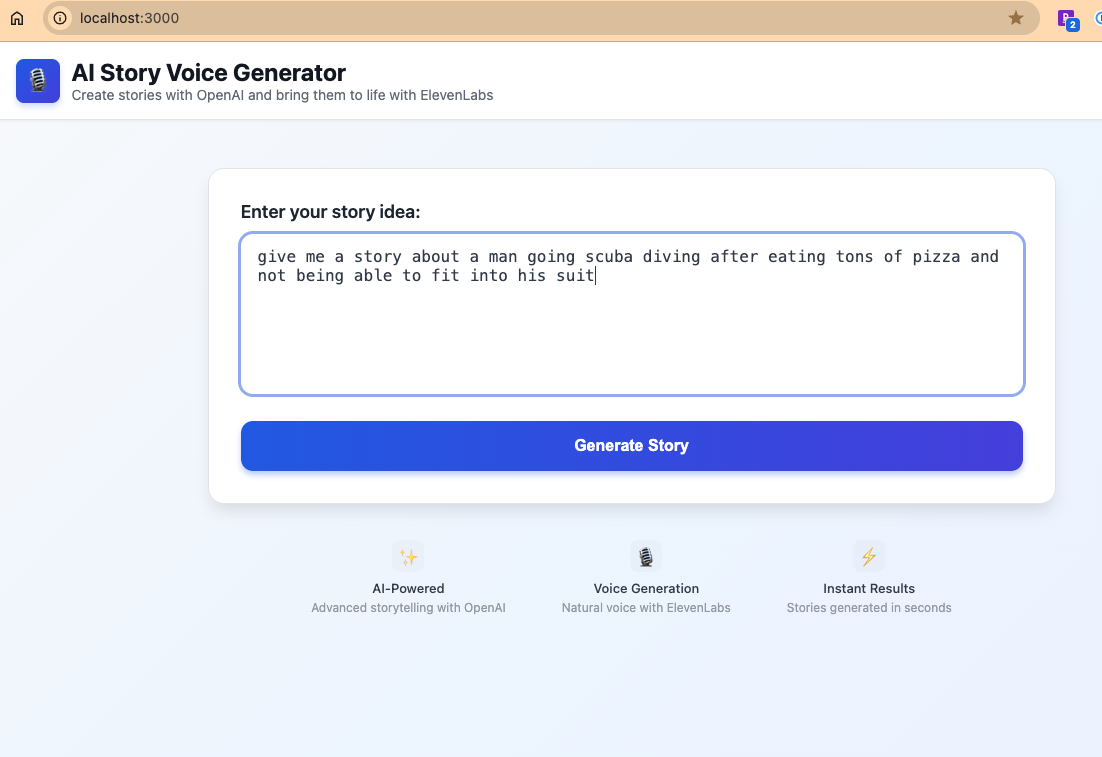 localhost:3000
2
AI Story Voice Generator
Create stories with OpenAI and bring them to life with ElevenLabs
Enter your story idea:
give me a story about a man going scuba diving after eating tons of pizza and
not being able to fit into his suit
Generate Story
AI-Powered
Advanced storytelling with OpenAI
Voice Generation
Natural voice with ElevenLabs
Instant Results
Stories generated in seconds